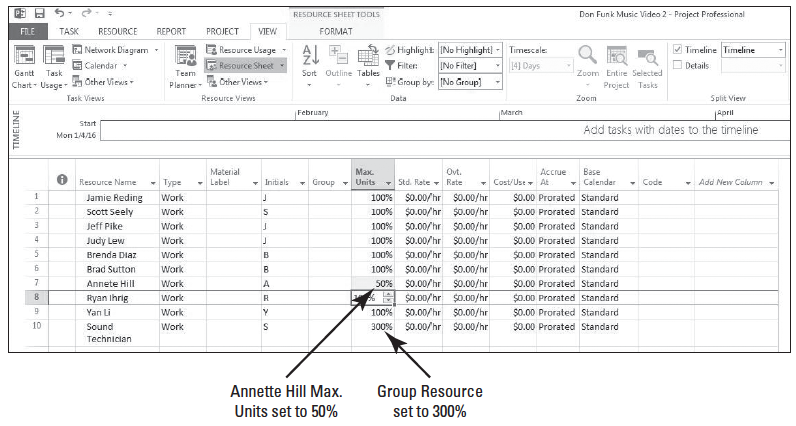 RESOURCE SHEET TOOLS
Don Funk Music Video 2 - Project Professional
FILE TASK RESOURCE REPORT PROJECT VIEW FORMAT
Gantt Chart
Task Usage
Network Diagram
Calendar
Other Views
Task Views
Team Planner
Resource Usage
Resource Sheet
Other Views
Resource Views
Sort
Outline
Tables
Highlight: [No Highlight]
Filter: [No Filter]
Group by: [No Group]
Data
Timescale:
[4] Days
Zoom
Entire Project
Selected Tasks
Zoom
Timeline Timeline
Details
Split View
TIMELINE
February March April
Start
Mon 1/4/16
Add tasks with dates to the timeline
Resource Name Type Material Label Initials Group Max. Units Std. Rate Ovt. Rate Cost/Use Accrue At Base Calendar Code Add New Column
1 Jamie Reding Work J 100% $0.00/hr $0.00/hr $0.00 Prorated Standard
2 Scott Seely Work S 100% $0.00/hr $0.00/hr $0.00 Prorated Standard
3 Jeff Pike Work J 100% $0.00/hr $0.00/hr $0.00 Prorated Standard
4 Judy Lew Work J 100% $0.00/hr $0.00/hr $0.00 Prorated Standard
5 Brenda Diaz Work B 100% $0.00/hr $0.00/hr $0.00 Prorated Standard
6 Brad Sutton Work B 100% $0.00/hr $0.00/hr $0.00 Prorated Standard
7 Annete Hill Work A 50% $0.00/hr $0.00/hr $0.00 Prorated Standard
8 Ryan Ihrig Work R $0.00/hr $0.00/hr $0.00 Prorated Standard
9 Yan Li Work Y 100% $0.00/hr $0.00/hr $0.00 Prorated Standard
10 Sound Technician Work S 300% $0.00/hr $0.00/hr $0.00 Prorated Standard
Annette Hill Max.
Units set to 50%
Group Resource
set to 300%